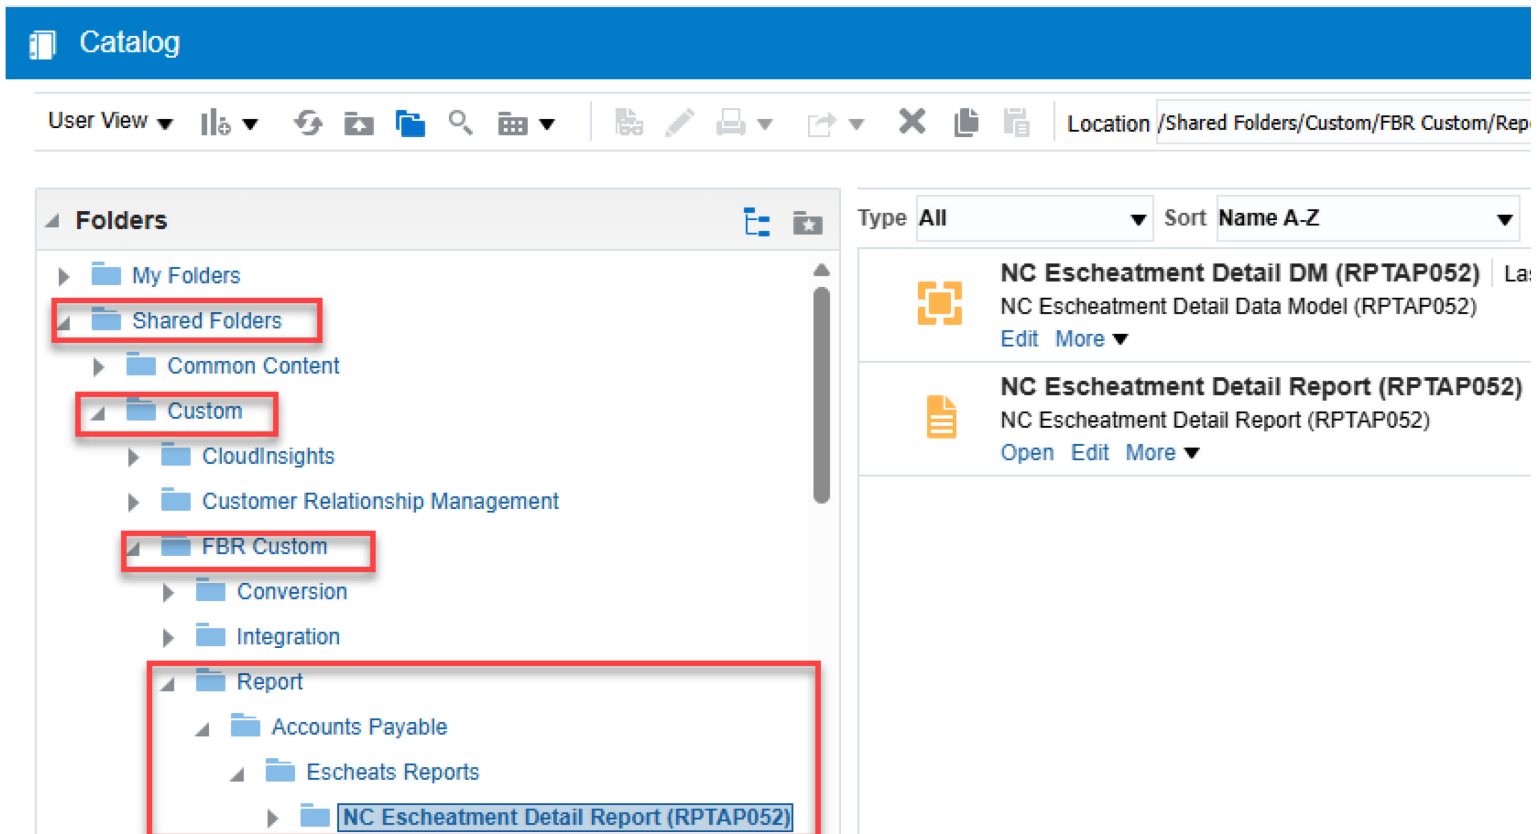 Catalog
User View
Location /Shared Folders/Custom/FBR Custom/Rep
Folders
My Folders
Shared Folders
Common Content
Custom
CloudInsights
Customer Relationship Management
FBR Custom
Conversion
Integration
Report
Accounts Payable
Escheats Reports
NC Escheatment Detail Report (RPTAP052)
Type All Sort Name A-Z
NC Escheatment Detail DM (RPTAP052) Las
NC Escheatment Detail Data Model (RPTAP052)
Edit More
NC Escheatment Detail Report (RPTAP052)
NC Escheatment Detail Report (RPTAP052)
Open Edit More